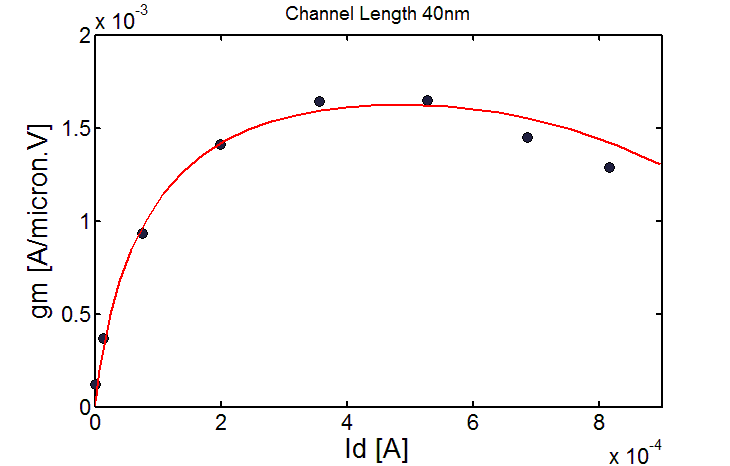 Channel Length 40nm
x 10-3
2
1.5
1
0.5
0
0 2 4 6 8
x 10-4
gm [A/micron.V]
Id [A]